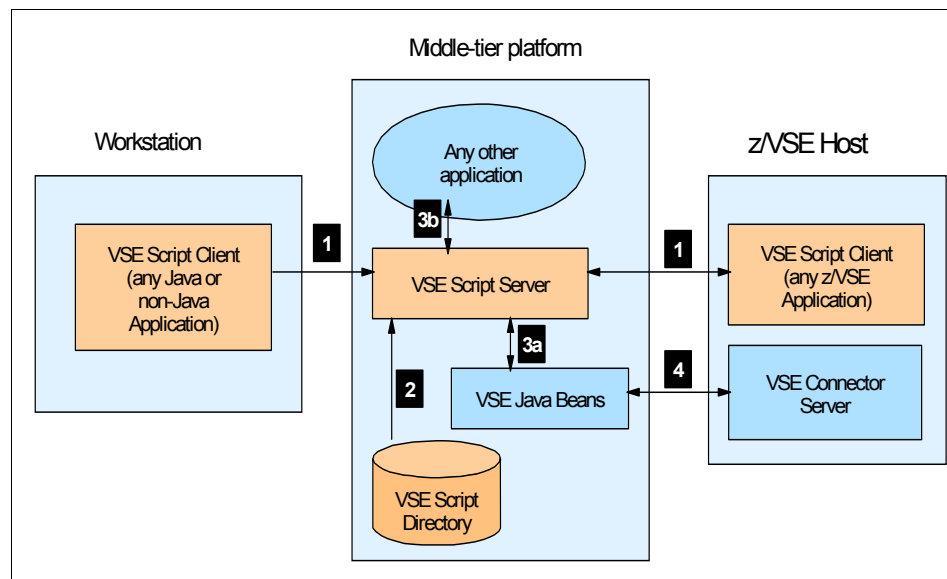 Middle-tier platform
Workstation
z/VSE Host
Any other
application
3b
1
1
VSE Script Client
(any Java or
non-Java
Application)
VSE Script Server
VSE Script Client
(any z/VSE
Application)
3a
2
4
VSE Java Beans
VSE Connector
Server
VSE Script
Directory